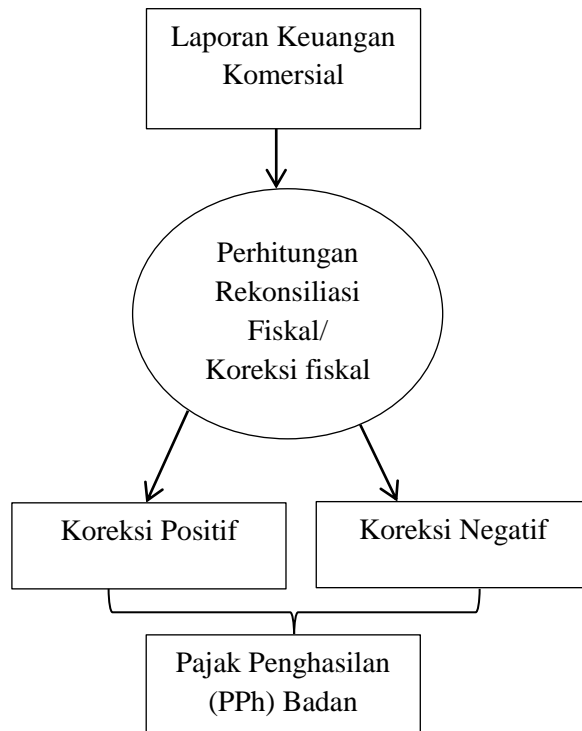 Laporan Keuangan
Komersial
Perhitungan
Rekonsiliasi
Fiskal/
Koreksi fiskal
Koreksi Positif
Koreksi Negatif
Pajak Penghasilan
(PPh) Badan